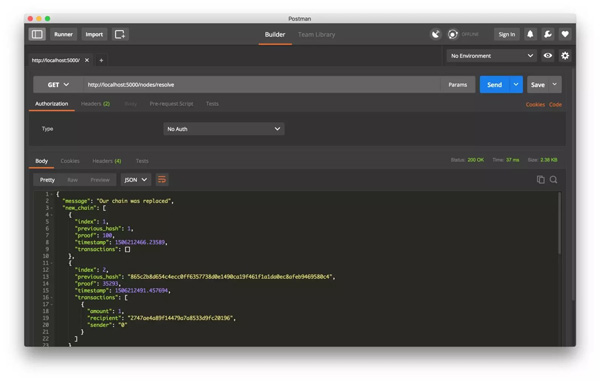 Postman
Runner Import Builder Team Library OFFLINE Sign In
http://localhost:5000/ No Environment
GET http://localhost:5000/nodes/resolve Params Send Save
Authorization Headers (2) Body Pre-request Script Tests Cookies Code
Type No Auth
Body Cookies Headers (4) Tests Status: 200 OK Time: 37 ms Size: 2.38 KB
Pretty Raw Preview JSON
1 {
2 "message": "Our chain was replaced",
3 "new_chain": [
4 {
5 "index": 1,
6 "previous_hash": 1,
7 "proof": 100,
8 "timestamp": 1506212466.23589,
9 "transactions": []
10 },
11 {
12 "index": 2,
13 "previous_hash":
14 "proof": 35293,
15 "timestamp": 1506212491.457694,
16 "transactions": [
17 {
18 "amount": 1,
19 "recipient": "2747ae4a89f14479a7a8533d9fc20196",
20 "sender": "0"
21 }
22 ]
23 },